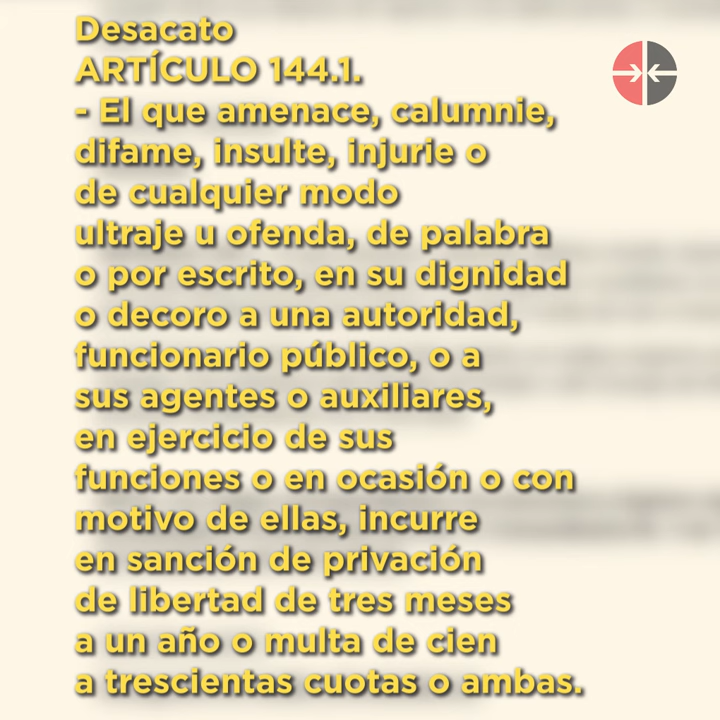 Desacato
ARTÍCULO 144.1.
- El que amenace, calumnie,
difame, insulte, injurie o
de cualquier modo
ultraje u ofenda, de palabra
o por escrito, en su dignidad
o decoro a una autoridad,
funcionario público, o a
sus agentes o auxiliares,
en ejercicio de sus
funciones o en ocasión o con
motivo de ellas, incurre
en sanción de privación
de libertad de tres meses
a un año o multa de cien
a trescientas cuotas o ambas.